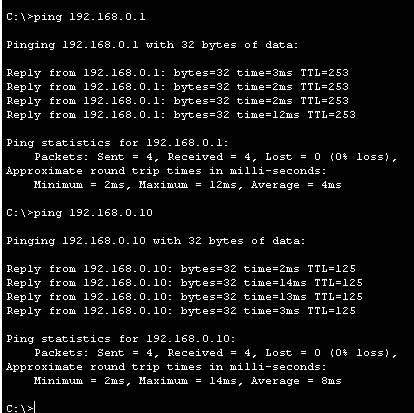 C:\>ping 192.168.0.1
Pinging 192.168.0.1 with 32 bytes of data:
Reply from 192.168.0.1: bytes=32 time=3ms TTL=253
Reply from 192.168.0.1: bytes=32 time=2ms TTL=253
Reply from 192.168.0.1: bytes=32 time=2ms TTL=253
Reply from 192.168.0.1: bytes=32 time=12ms TTL=253
Ping statistics for 192.168.0.1:
Packets: Sent = 4, Received = 4, Lost = 0 (0% loss),
Approximate round trip times in milli-seconds:
Minimum = 2ms, Maximum = 12ms, Average = 4ms
C:\>ping 192.168.0.10
Pinging 192.168.0.10 with 32 bytes of data:
Reply from 192.168.0.10: bytes=32 time=2ms TTL=125
Reply from 192.168.0.10: bytes=32 time=14ms TTL=125
Reply from 192.168.0.10: bytes=32 time=13ms TTL=125
Reply from 192.168.0.10: bytes=32 time=3ms TTL=125
Ping statistics for 192.168.0.10:
Packets: Sent = 4, Received = 4, Lost = 0 (0% loss),
Approximate round trip times in milli-seconds:
Minimum = 2ms, Maximum = 14ms, Average = 8ms
C:\>